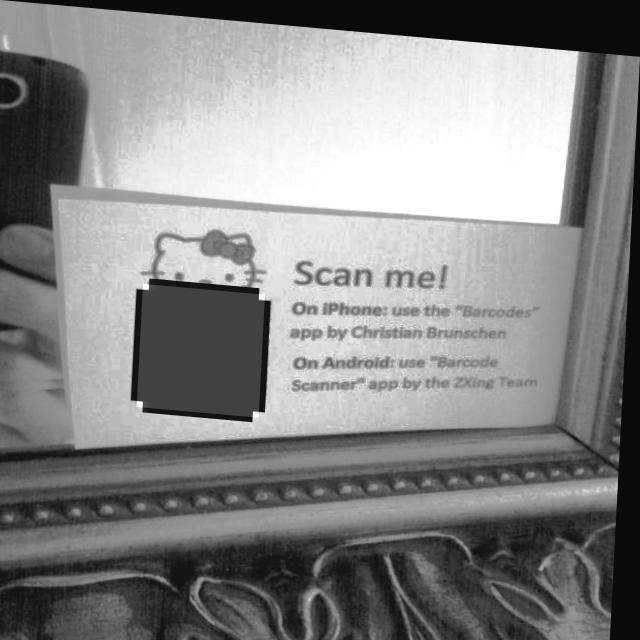 Scan me!
On iPhone: use the "Barcodes"
app by Christian Brunschen
On Android: use "Barcode
Scanner" app by the ZXing Team